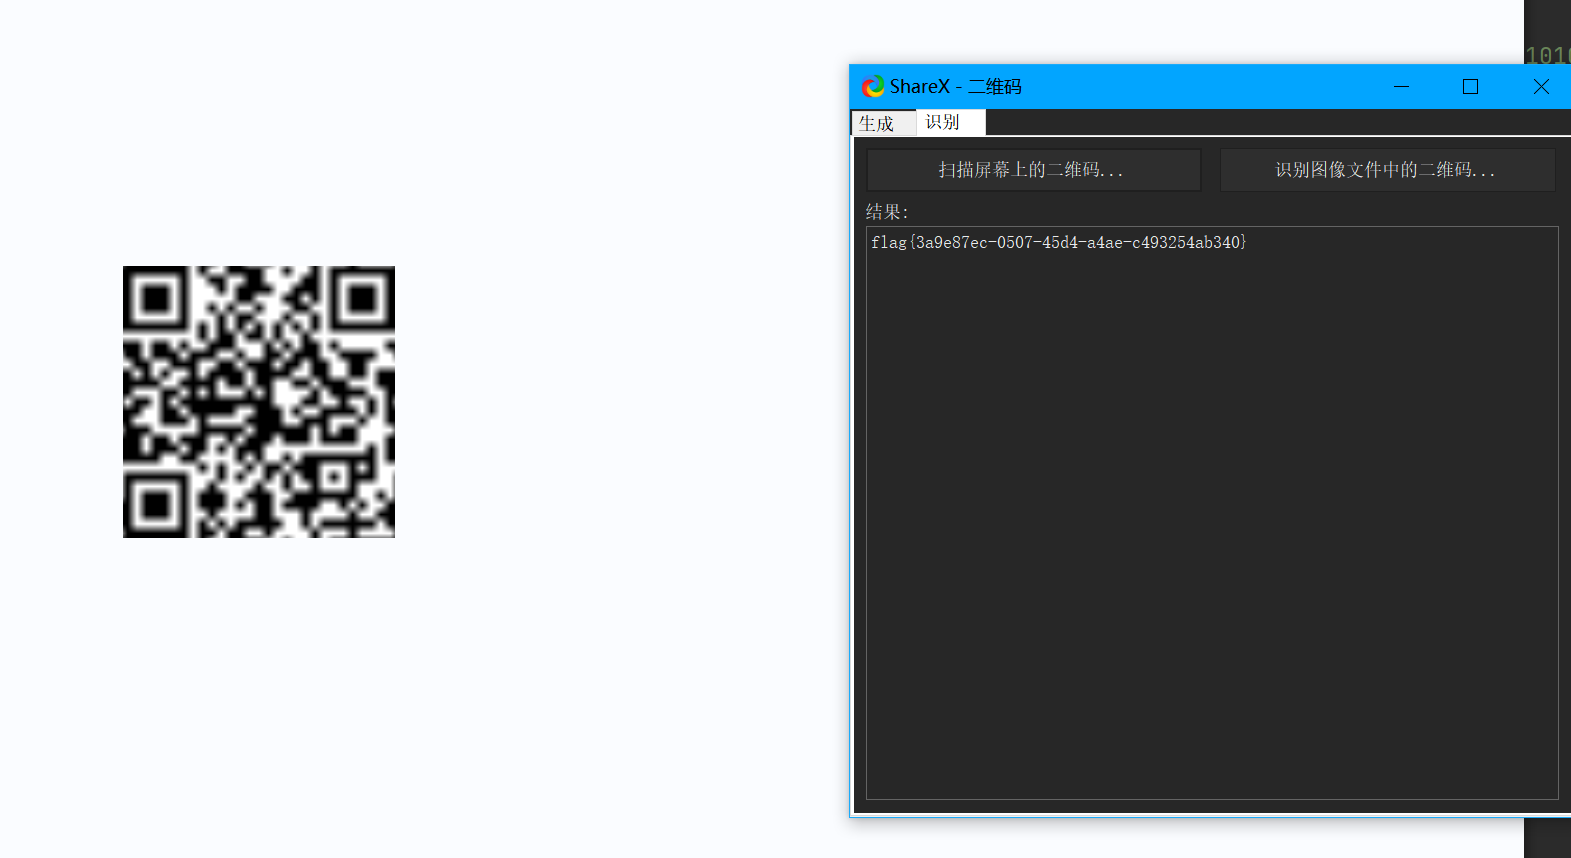 1010
ShareX - 二维码
生成
识别
扫描屏幕上的二维码...
识别图像文件中的二维码...
结果:
flag{3a9e87ec-0507-45d4-a4ae-c493254ab340}